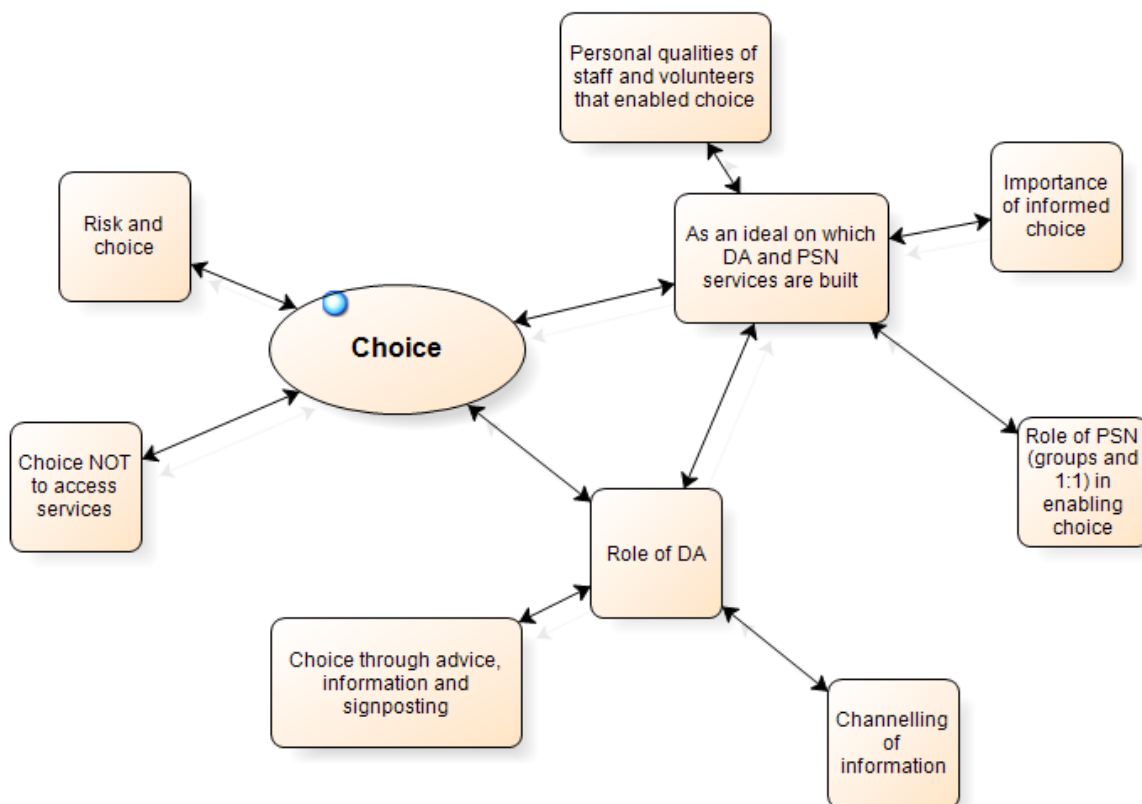 Personal qualities of
staff and volunteers
that enabled choice
Importance
of informed
choice
Risk and
choice
As an ideal on which
DA and PSN
services are built
Choice
Choice NOT
to access
services
Role of PSN
(groups and
1:1) in
enabling
choice
Role of DA
Choice through advice,
information and
signposting
Channelling
of
information